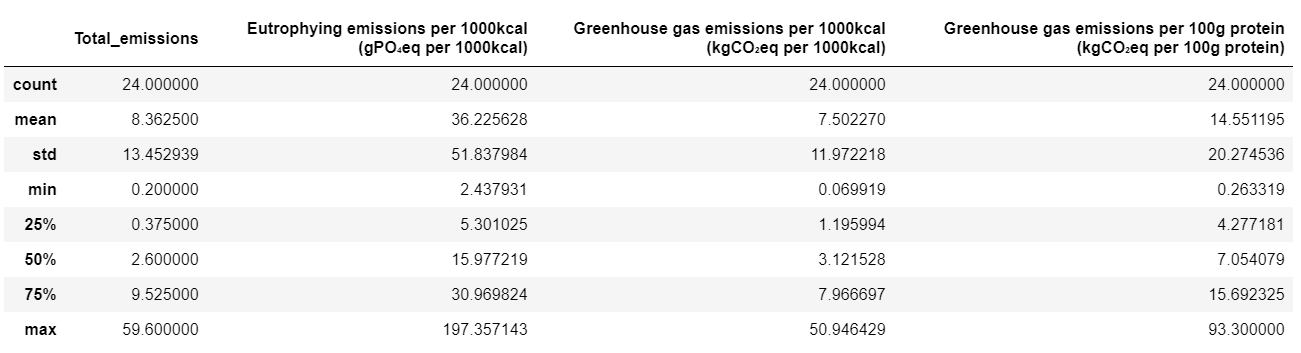 Total_emissions Eutrophying emissions per 1000kcal (gPO₄eq per 1000kcal) Greenhouse gas emissions per 1000kcal (kgCO₂eq per 1000kcal) Greenhouse gas emissions per 100g protein (kgCO₂eq per 100g protein)
count 24.000000 24.000000 24.000000 24.000000
mean 8.362500 36.225628 7.502270 14.551195
std 13.452939 51.837984 11.972218 20.274536
min 0.200000 2.437931 0.069919 0.263319
25% 0.375000 5.301025 1.195994 4.277181
50% 2.600000 15.977219 3.121528 7.054079
75% 9.525000 30.969824 7.966697 15.692325
max 59.600000 197.357143 50.946429 93.300000